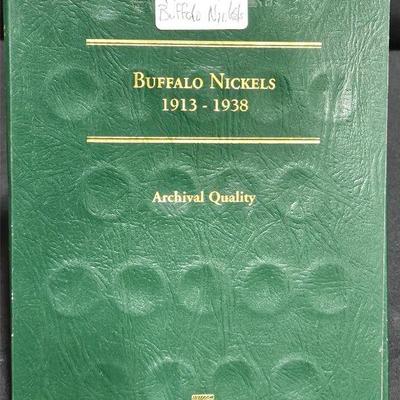 Buffalo Nickels
BUFFALO NICKELS
1913 - 1938
Archival Quality